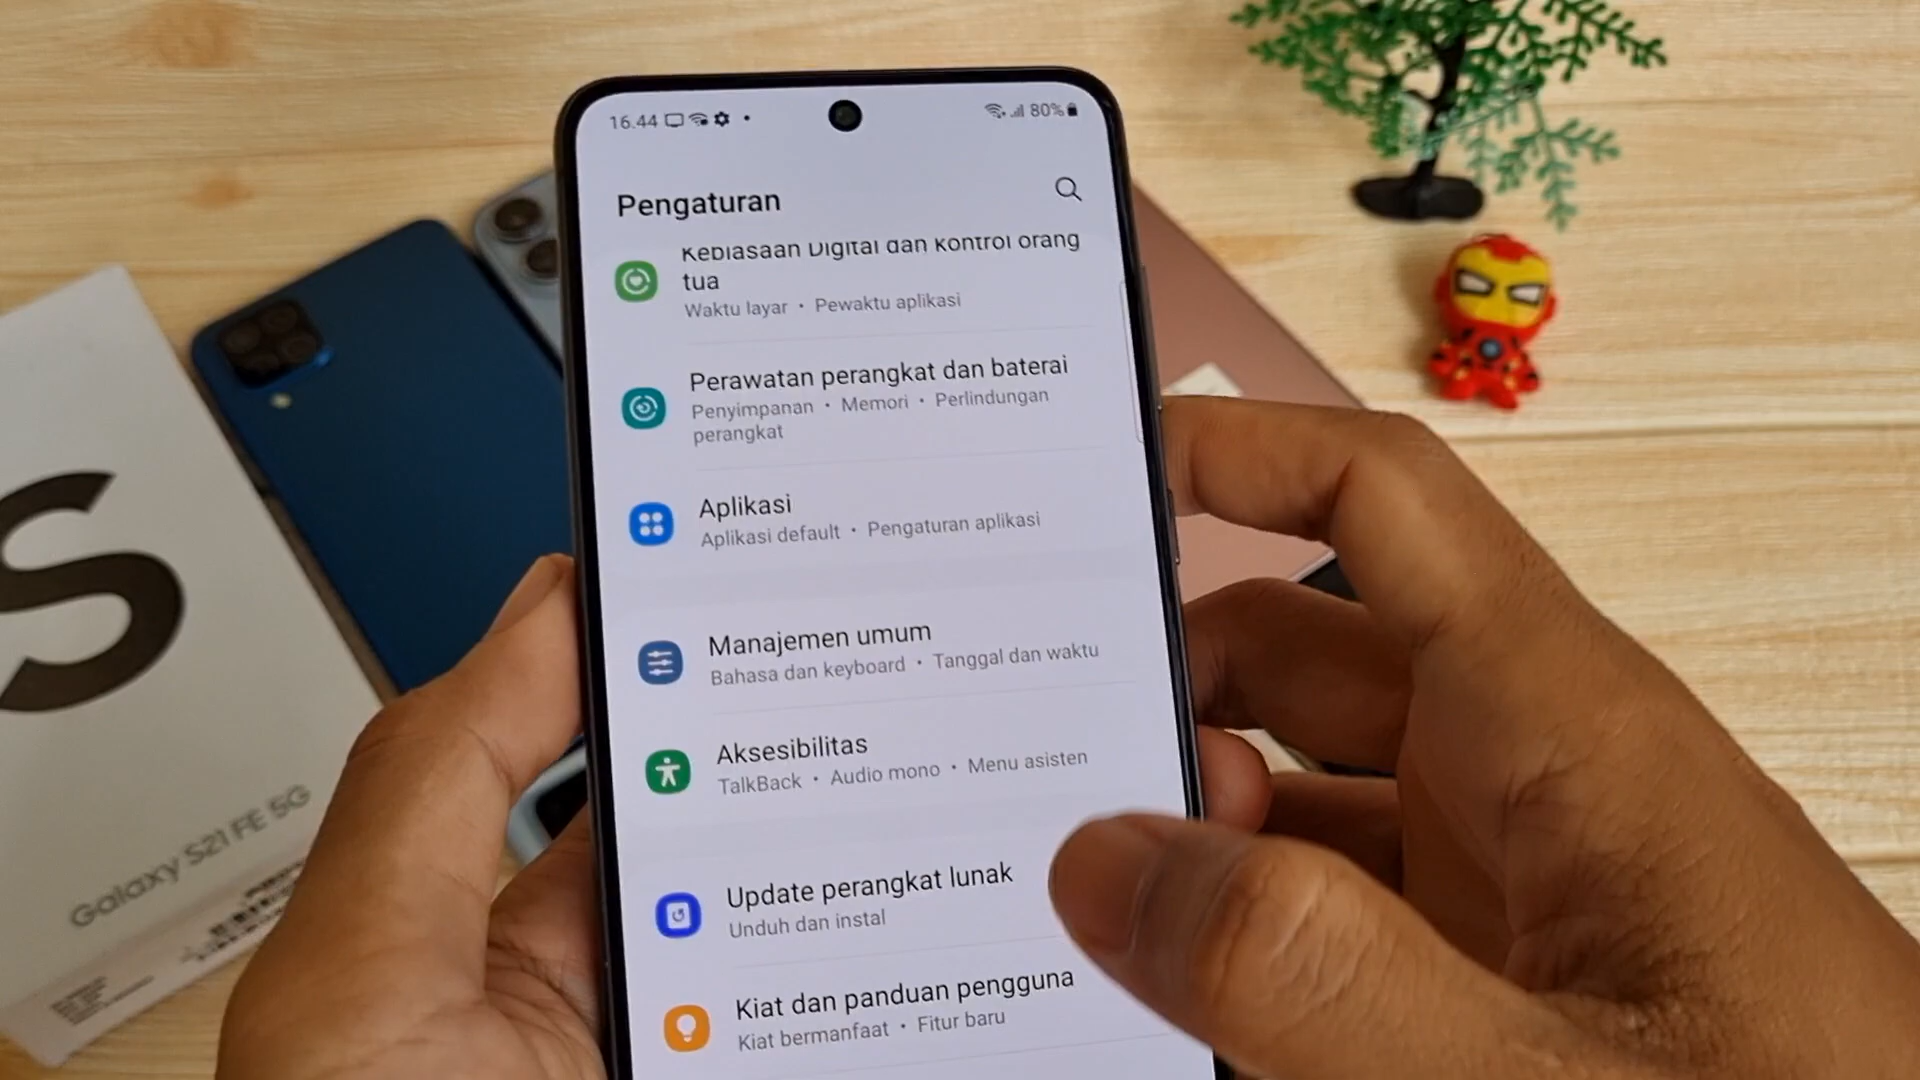 16.44
80%
Pengaturan
Kebiasaan Digital dan kontrol orang
tua
Waktu layar • Pewaktu aplikasi
Perawatan perangkat dan baterai
Penyimpanan • Memori • Perlindungan
perangkat
Aplikasi
Aplikasi default • Pengaturan aplikasi
Manajemen umum
Bahasa dan keyboard • Tanggal dan waktu
Aksesibilitas
TalkBack • Audio mono • Menu asisten
Update perangkat lunak
Unduh dan instal
Kiat dan panduan pengguna
Kiat bermanfaat • Fitur baru
S
Galaxy S21 FE 5G